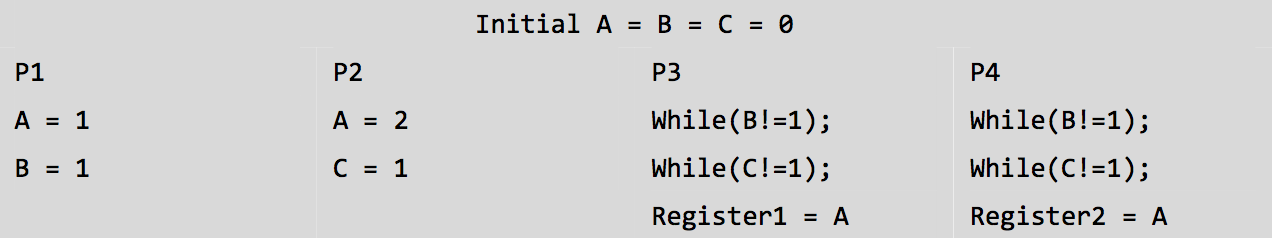 Initial A = B = C = 0
P1 P2 P3 P4
A = 1 A = 2 While(B!=1); While(B!=1);
B = 1 C = 1 While(C!=1); While(C!=1);
Register1 = A Register2 = A